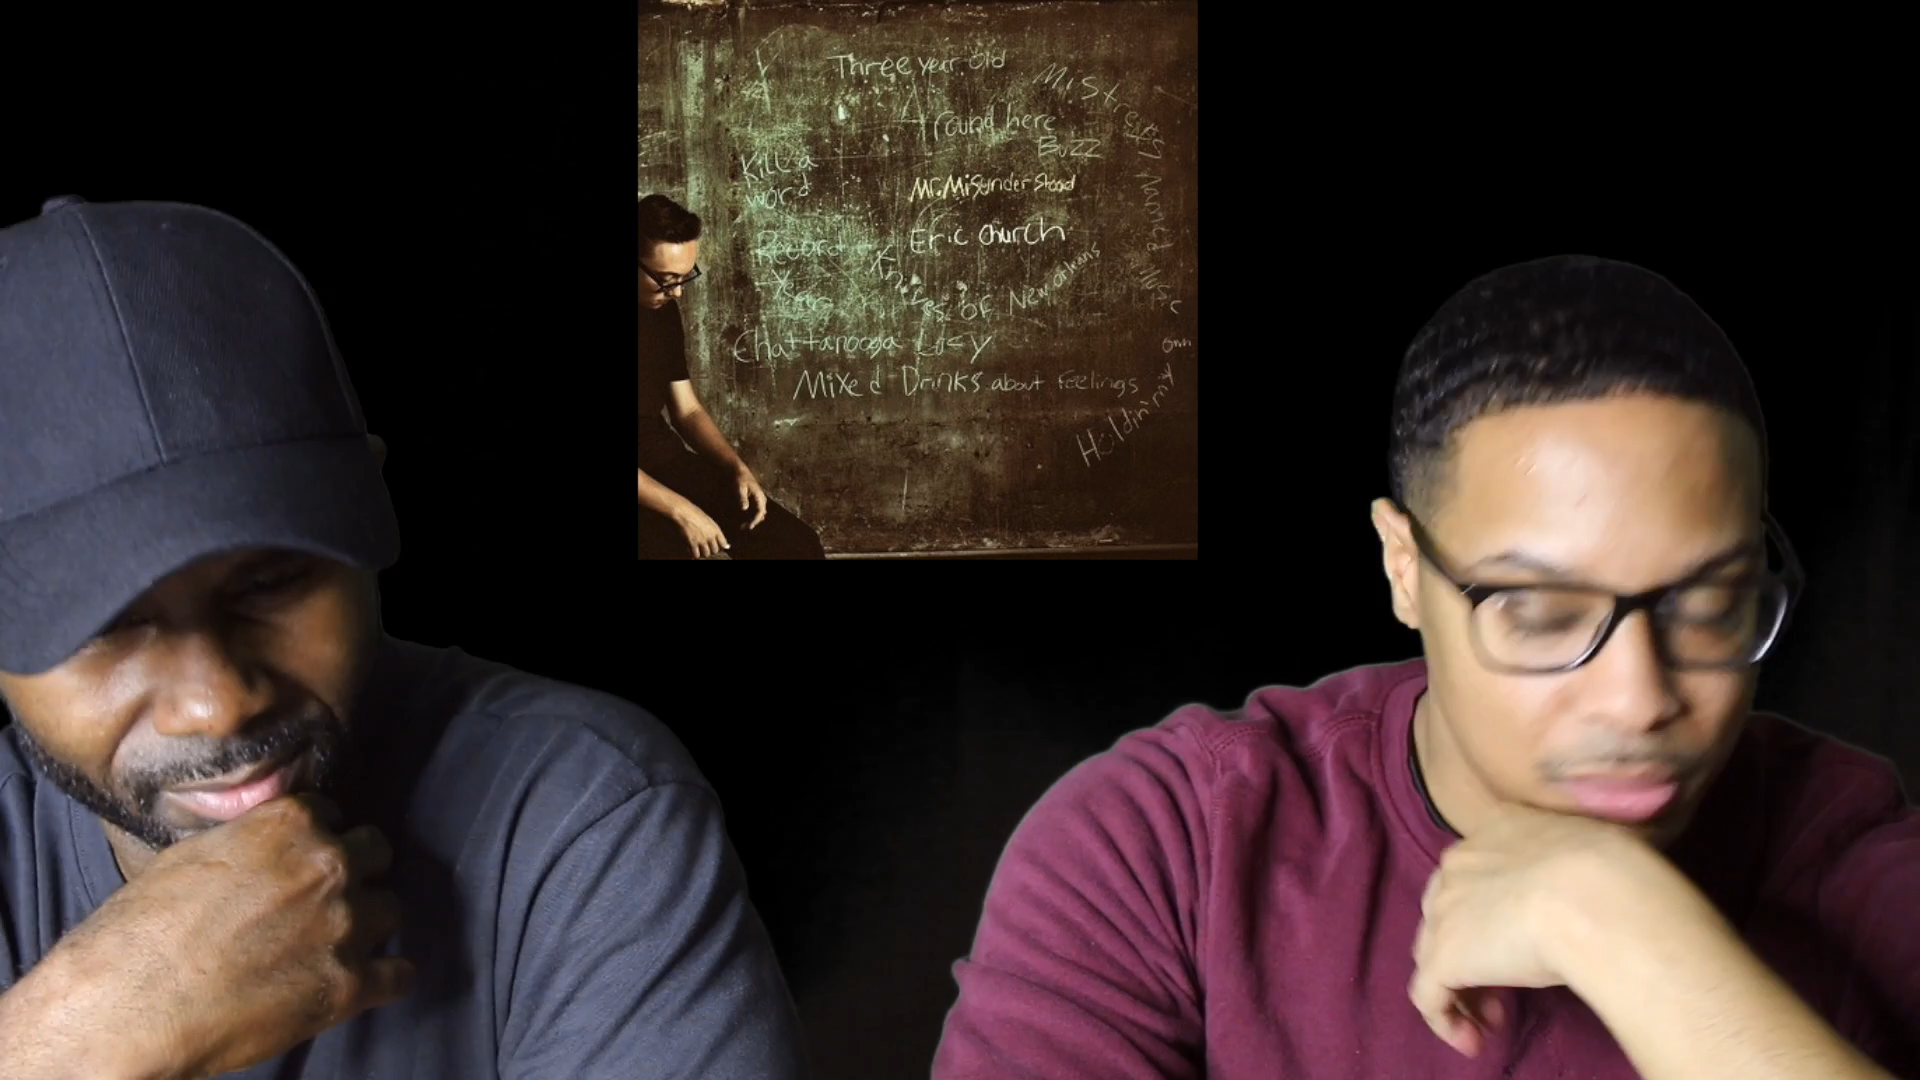 Three year old
Mistress Named Music
round here
Buzz
Kill a
word
Mr. Misunderstood
Record
Year
Eric Church
Knives of New Orleans
Chattanooga Lucy
Mixed Drinks about Feelings
Holdin my own